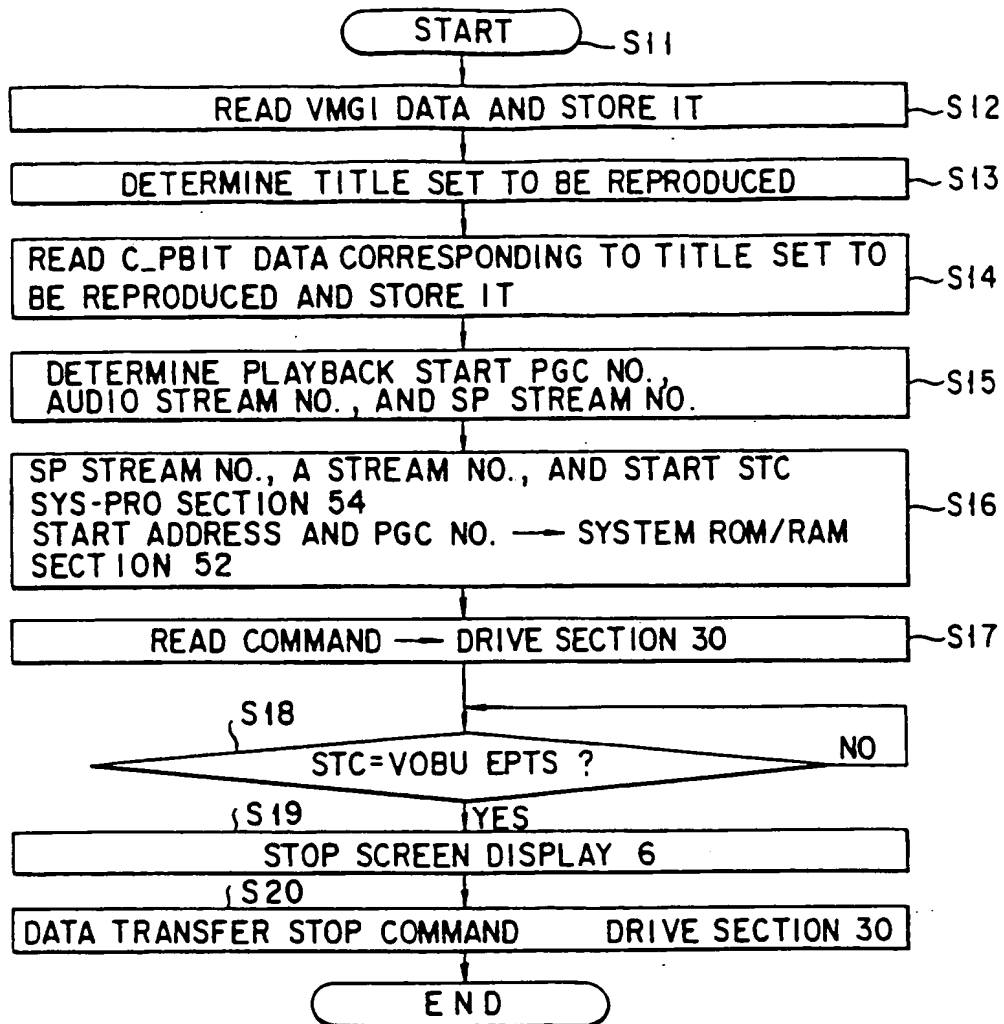 START
S11
READ VMGI DATA AND STORE IT
S12
DETERMINE TITLE SET TO BE REPRODUCED
S13
READ C_PBIT DATA CORRESPONDING TO TITLE SET TO
BE REPRODUCED AND STORE IT
S14
DETERMINE PLAYBACK START PGC NO.,
AUDIO STREAM NO., AND SP STREAM NO.
S15
SP STREAM NO., A STREAM NO., AND START STC
SYS-PRO SECTION 54
START ADDRESS AND PGC NO. → SYSTEM ROM/RAM
SECTION 52
S16
READ COMMAND → DRIVE SECTION 30
S17
S18
STC=VOBU EPTS ?
NO
YES
S19
STOP SCREEN DISPLAY 6
S20
DATA TRANSFER STOP COMMAND DRIVE SECTION 30
END